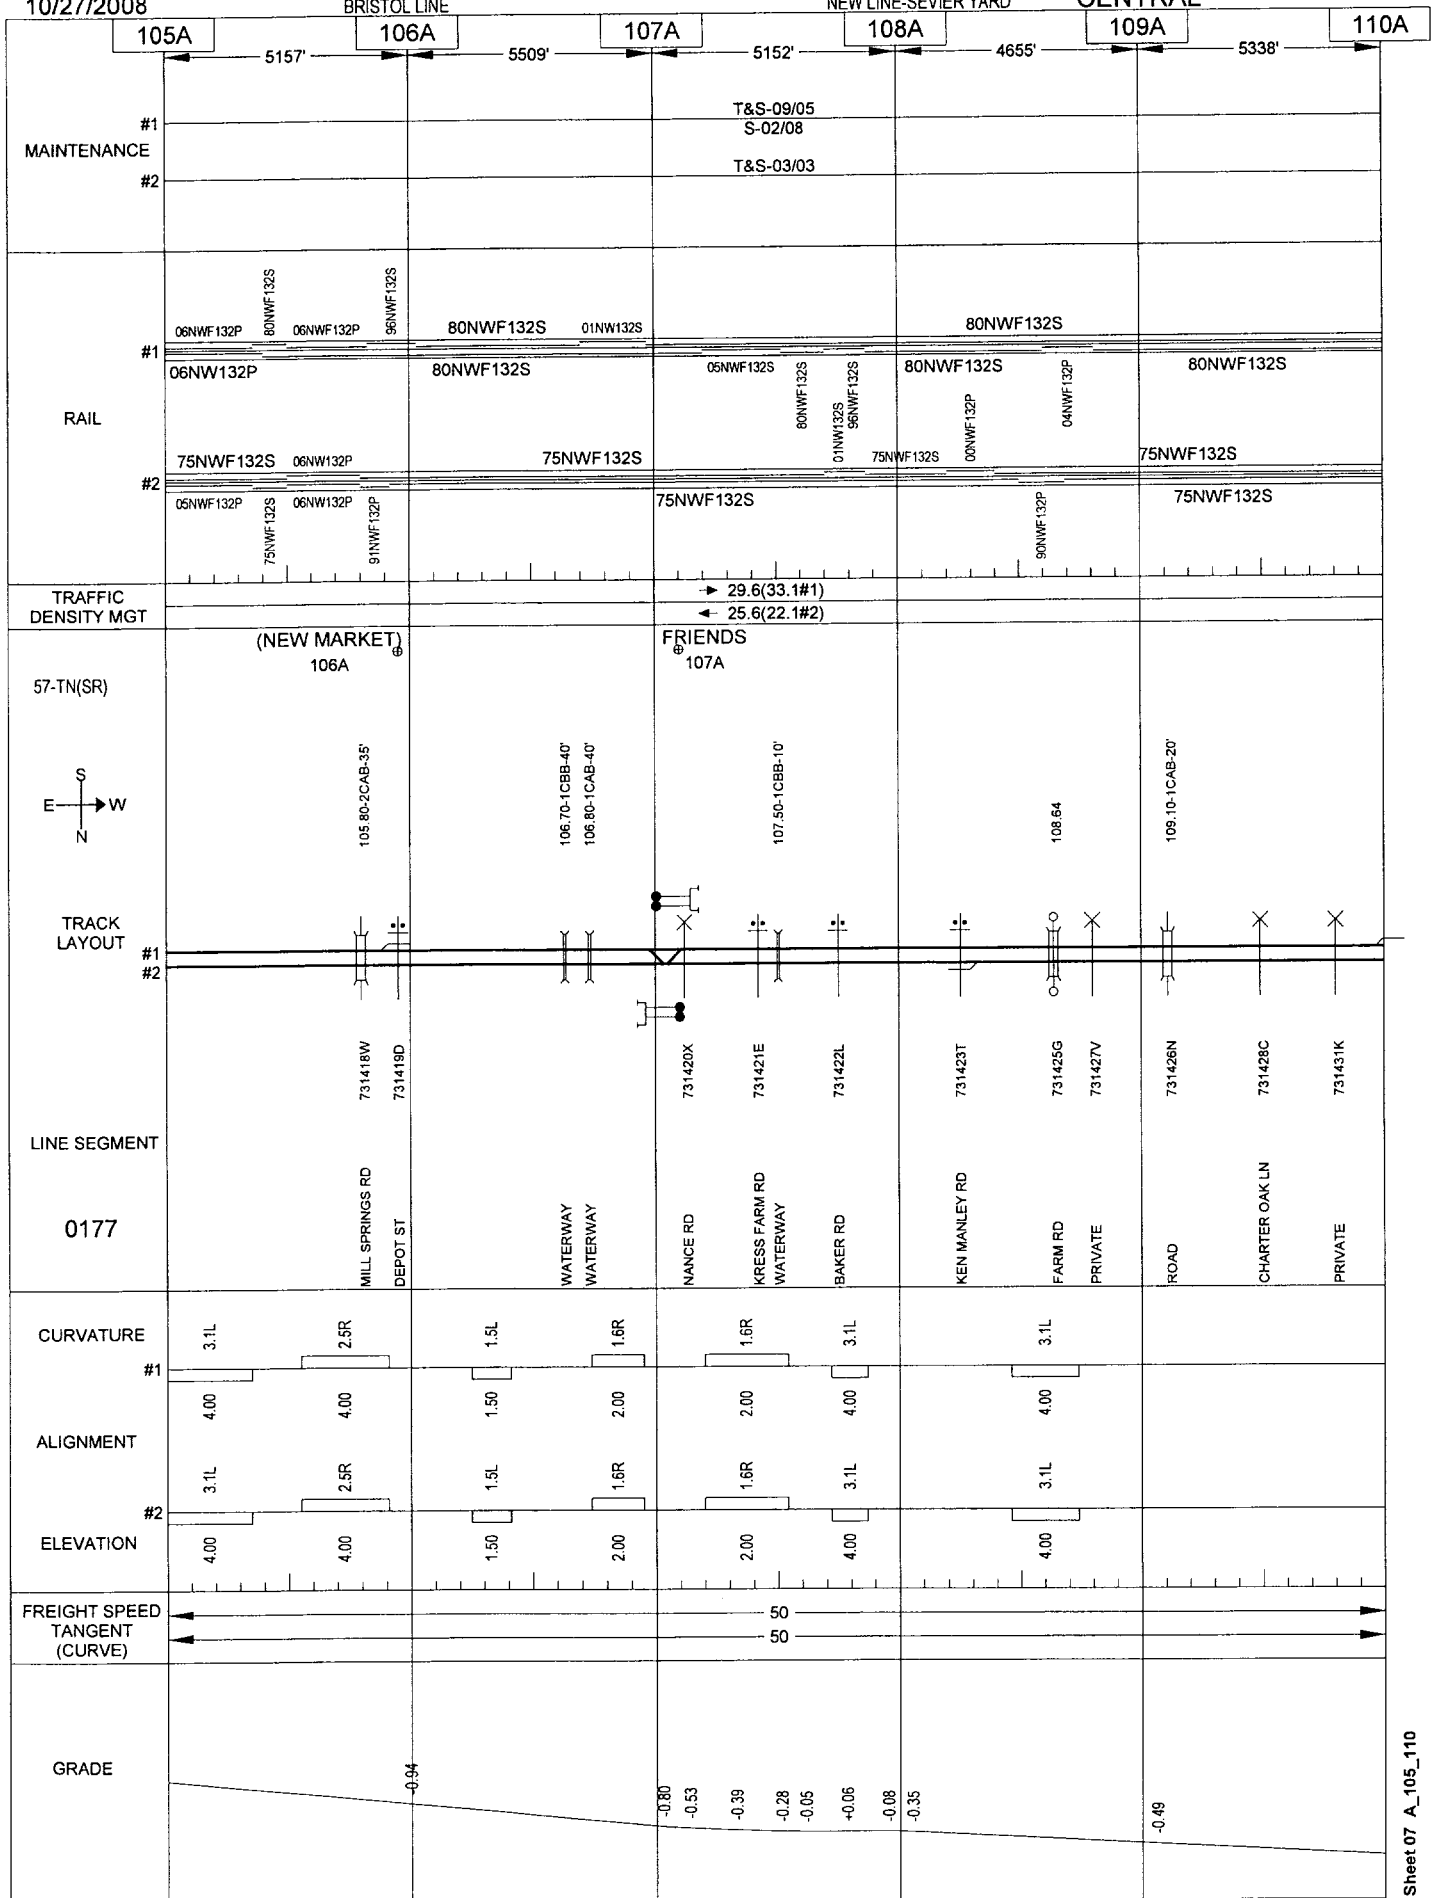 10/27/2008 BRISTOL LINE NEW LINE-SEVIER YARD CENTRAL
105A 106A 107A 108A 109A 110A
5157' 5509' 5152' 4655' 5338'
T&S-09/05
#1
S-02/08
MAINTENANCE
T&S-03/03
#2
80NWF132S 96NWF132S
06NWF132P 06NWF132P 80NWF132S 01NW132S 80NWF132S
#1
06NW132P 80NWF132S 05NWF132S 80NWF132S 80NWF132S
80NWF132S 01NW132S 96NWF132S 00NWF132P 04NWF132P
RAIL
75NWF132S 06NW132P 75NWF132S 75NWF132S 75NWF132S
#2
05NWF132P 06NWF132P 75NWF132S 75NWF132S
75NWF132S 91NWF132P 90NWF132P
TRAFFIC
DENSITY MGT
29.6(33.1#1)
25.6(22.1#2)
(NEW MARKET)
106A
FRIENDS
107A
57-TN(SR)
S
E W
N
105.80-2CAB-35'
106.70-1CBB-40'
106.80-1CAB-40'
107.50-1CBB-10'
108.64
109.10-1CAB-20'
TRACK
LAYOUT
#1
#2
731418W
731419D
731420X
731421E
731422L
731423T
731425G
731427V
731426N
731428C
731431K
LINE SEGMENT
0177
MILL SPRINGS RD
DEPOT ST
WATERWAY
WATERWAY
NANCE RD
KRESS FARM RD
WATERWAY
BAKER RD
KEN MANLEY RD
FARM RD
PRIVATE
ROAD
CHARTER OAK LN
PRIVATE
CURVATURE
3.1L 2.5R 1.5L 1.6R 1.6R 3.1L 3.1L
#1
4.00 4.00 1.50 2.00 2.00 4.00 4.00
ALIGNMENT
3.1L 2.5R 1.5L 1.6R 1.6R 3.1L 3.1L
#2
ELEVATION
4.00 4.00 1.50 2.00 2.00 4.00 4.00
FREIGHT SPEED
TANGENT
(CURVE)
50
50
GRADE
-0.94 -0.80 -0.53 -0.39 -0.28 -0.05 +0.06 -0.08 -0.35 -0.49
Sheet 07 A_105_110